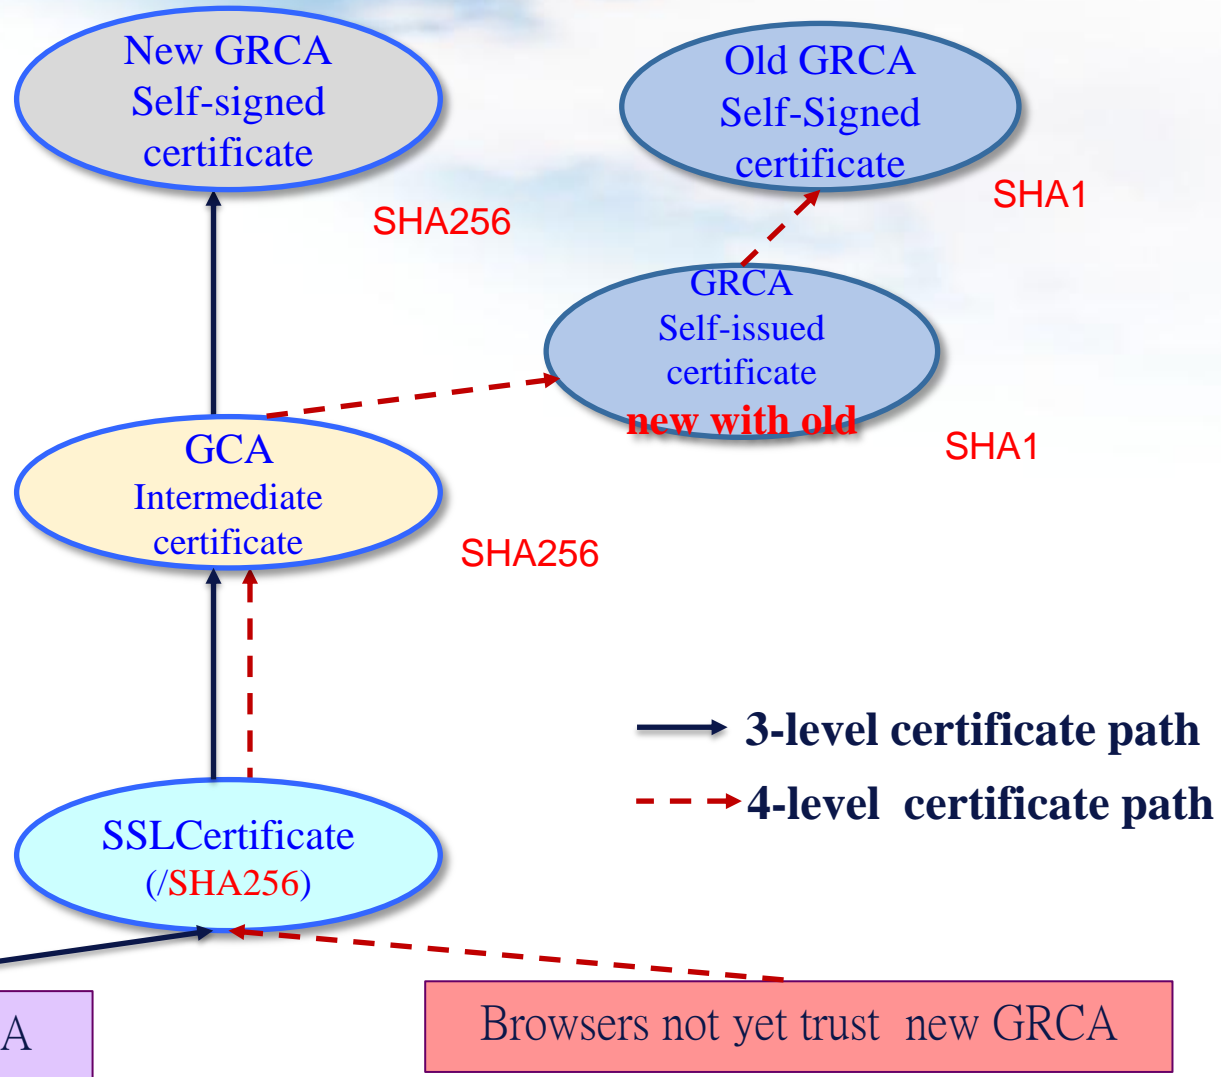 New GRCA
Self-signed
certificate
SHA256
Old GRCA
Self-Signed
certificate
SHA1
GRCA
Self-issued
certificate
new with old
SHA1
GCA
Intermediate
certificate
SHA256
3-level certificate path
4-level certificate path
SSLCertificate
(/SHA256)
A
Browsers not yet trust new GRCA